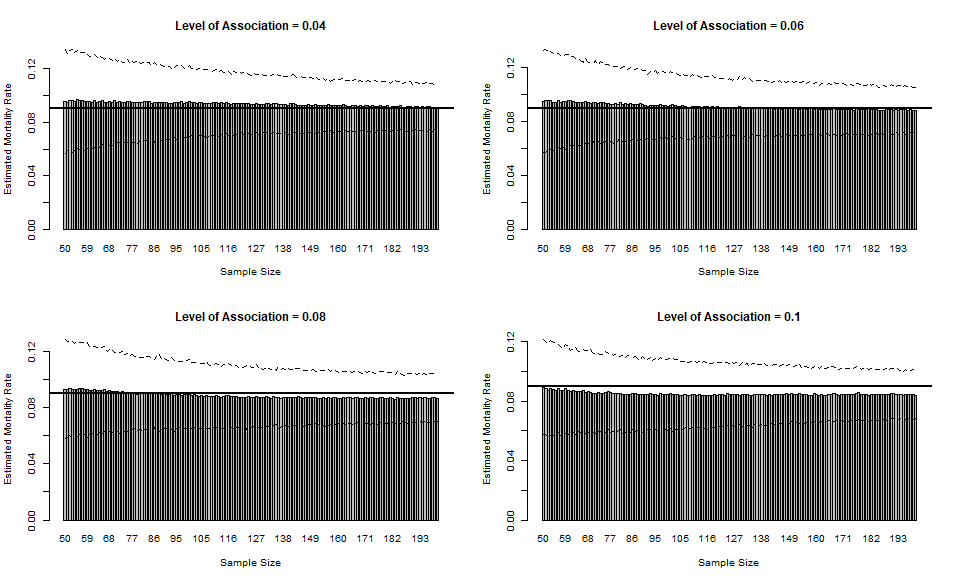 Level of Association = 0.04
Estimated Mortality Rate
0.12
0.08
0.04
0.00
50 59 68 77 86 95 105 116 127 138 149 160 171 182 193
Sample Size
Level of Association = 0.06
Estimated Mortality Rate
0.12
0.08
0.04
0.00
50 59 68 77 86 95 105 116 127 138 149 160 171 182 193
Sample Size
Level of Association = 0.08
Estimated Mortality Rate
0.12
0.08
0.04
0.00
50 59 68 77 86 95 105 116 127 138 149 160 171 182 193
Sample Size
Level of Association = 0.1
Estimated Mortality Rate
0.12
0.08
0.04
0.00
50 59 68 77 86 95 105 116 127 138 149 160 171 182 193
Sample Size